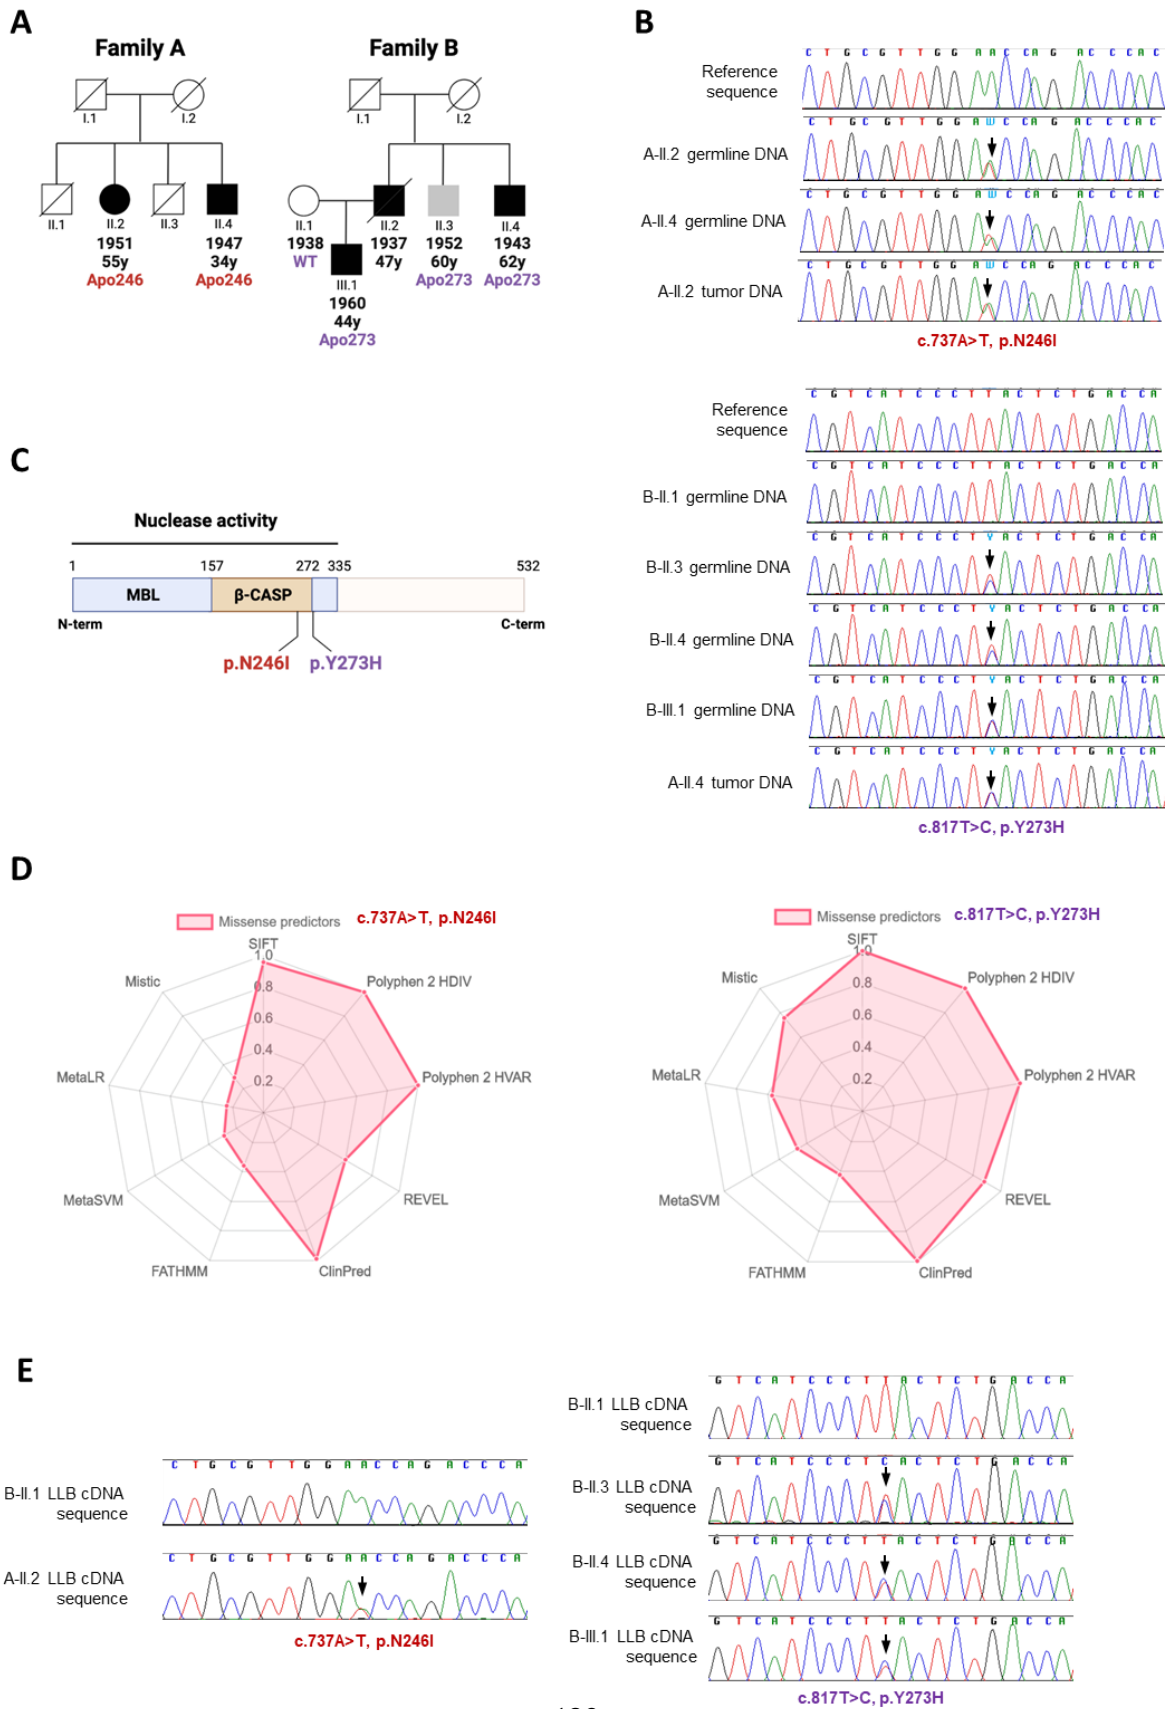 A
Family A
Family B
I.1
I.2
I.1
I.2
II.1
II.2
II.3
II.4
1951
1947
55y
34y
Apo246
Apo246
II.1
II.2
II.3
II.4
1938
1937
1952
1943
WT
47y
60y
62y
Apo273
Apo273
III.1
1960
44y
Apo273
B
Reference
sequence
C T G C G T T G G A A C C A G A C C C A C
A-II.2 germline DNA
C T G C G T T G G A W C C A G A C C C A C
A-II.4 germline DNA
C T G C G T T G G A W C C A G A C C C A C
A-II.2 tumor DNA
C T G C G T T G G A W C C A G A C C C A C
c.737A>T, p.N246I
Reference
sequence
C G T C A T C C C T T A C T C T G A C C A
B-II.1 germline DNA
C G T C A T C C C T T A C T C T G A C C A
B-II.3 germline DNA
C G T C A T C C C T Y A C T C T G A C C A
B-II.4 germline DNA
C G T C A T C C C T Y A C T C T G A C C A
B-III.1 germline DNA
C G T C A T C C C T Y A C T C T G A C C A
A-II.4 tumor DNA
C G T C A T C C C T Y A C T C T G A C C A
c.817T>C, p.Y273H
C
Nuclease activity
1 157 272 335 532
MBL
β-CASP
N-term
C-term
p.N246I
p.Y273H
D
Missense predictors
c.737A>T, p.N246I
SIFT
1.0
0.8
0.6
0.4
0.2
Polyphen 2 HDIV
Polyphen 2 HVAR
REVEL
ClinPred
FATHMM
MetaSVM
MetaLR
Mistic
Missense predictors
c.817T>C, p.Y273H
SIFT
1.0
0.8
0.6
0.4
0.2
Polyphen 2 HDIV
Polyphen 2 HVAR
REVEL
ClinPred
FATHMM
MetaSVM
MetaLR
Mistic
E
B-II.1 LLB cDNA
sequence
C T G C G T T G G A A C C A G A C C C A
A-II.2 LLB cDNA
sequence
C T G C G T T G G A A C C A G A C C C A
c.737A>T, p.N246I
B-II.1 LLB cDNA
sequence
G T C A T C C C T T A C T C T G A C C A
B-II.3 LLB cDNA
sequence
G T C A T C C C T C A C T C T G A C C A
B-II.4 LLB cDNA
sequence
G T C A T C C C T T A C T C T G A C C A
B-III.1 LLB cDNA
sequence
G T C A T C C C T T A C T C T G A C C A
c.817T>C, p.Y273H